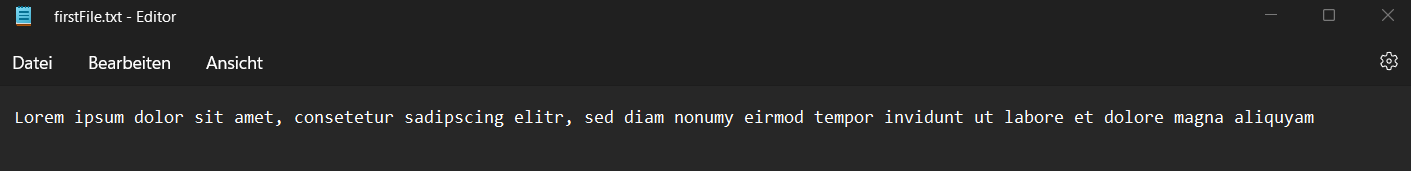 firstFile.txt - Editor
Datei Bearbeiten Ansicht
Lorem ipsum dolor sit amet, consetetur sadipscing elitr, sed diam nonumy eirmod tempor invidunt ut labore et dolore magna aliquyam